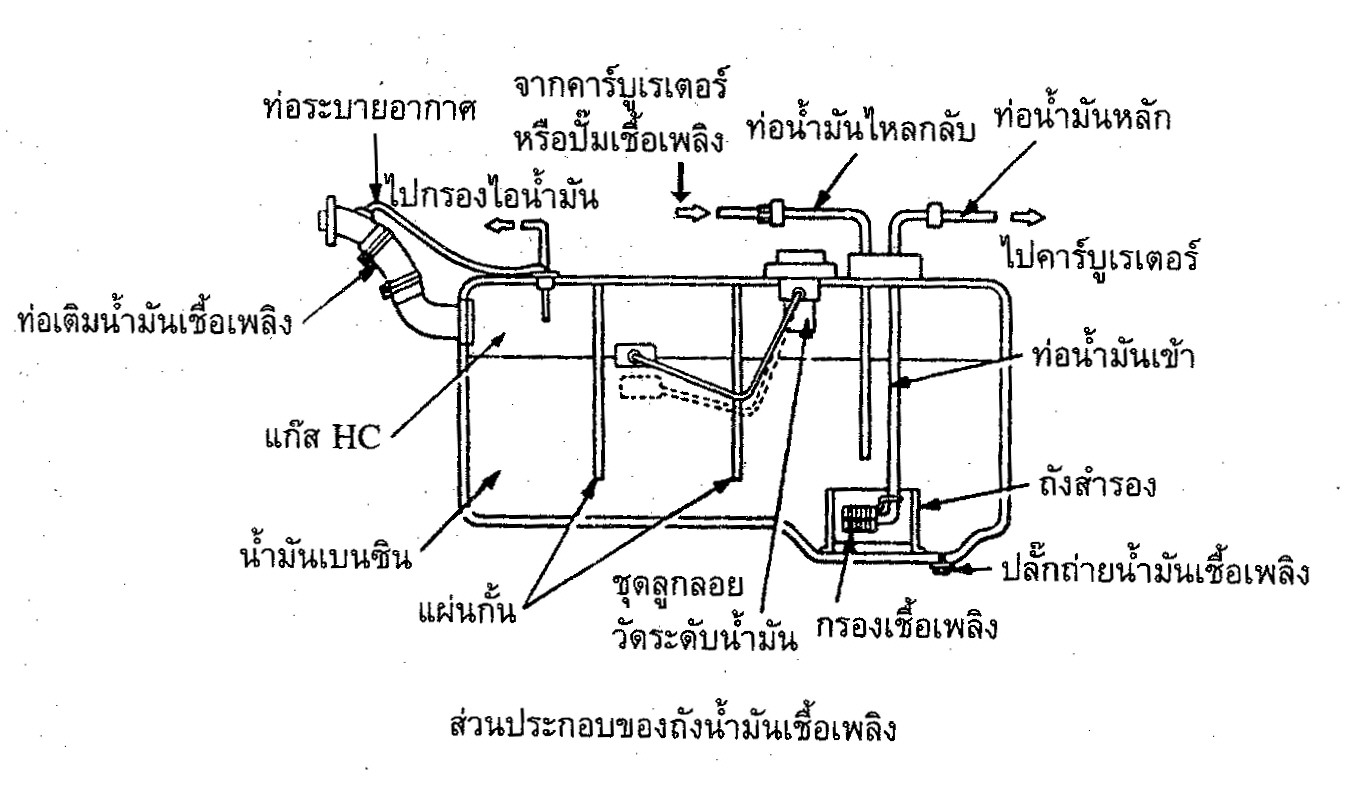 จากคาร์บูเรเตอร์
หรือปั๊มเชื้อเพลิง
ท่อระบายอากาศ
ท่อน้ำมันไหลกลับ
ท่อน้ำมันหลัก
ไปกรองไอน้ำมัน
ไปคาร์บูเรเตอร์
ท่อเติมน้ำมันเชื้อเพลิง
ท่อน้ำมันเข้า
แก๊ส HC
ถังสำรอง
น้ำมันเบนซิน
ปลั๊กถ่ายน้ำมันเชื้อเพลิง
แผ่นกั้น
ชุดลูกลอย
วัดระดับน้ำมัน
กรองเชื้อเพลิง
ส่วนประกอบของถังน้ำมันเชื้อเพลิง